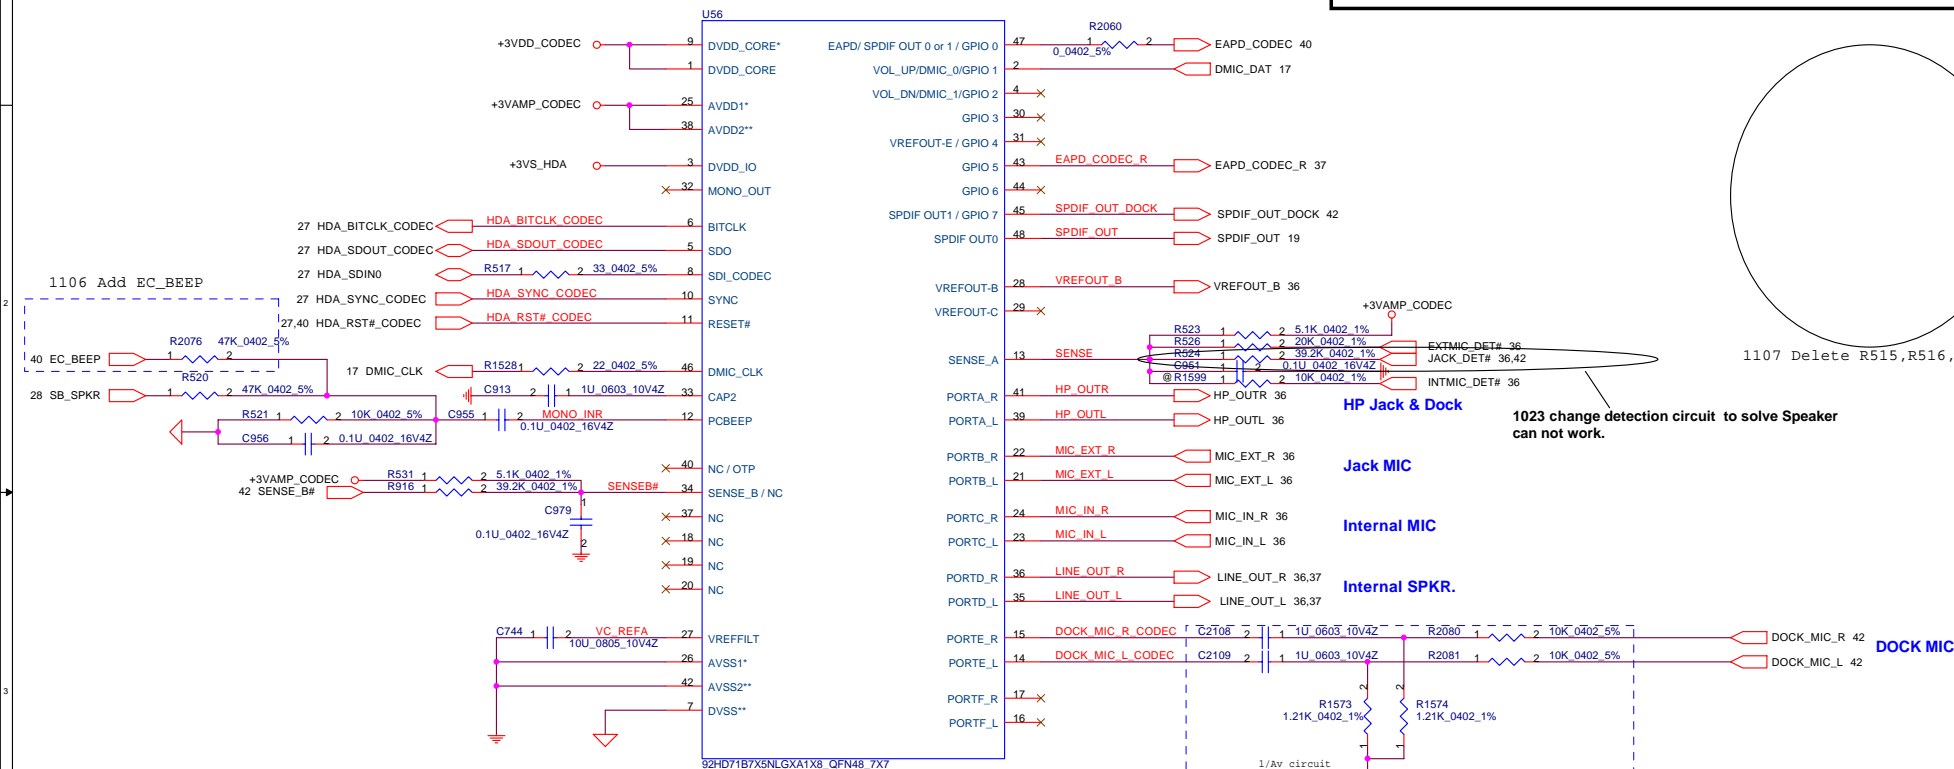 U56
+3VDD_CODEC
9 DVDD_CORE*
1 DVDD_CORE
+3VAMP_CODEC
25 AVDD1*
38 AVDD2**
+3VS_HDA
3 DVDD_IO
32 MONO_OUT
27 HDA_BITCLK_CODEC HDA_BITCLK_CODEC 6 BITCLK
27 HDA_SDOUT_CODEC HDA_SDOUT_CODEC 5 SDO
27 HDA_SDIN0 R517 1 2 33_0402_5% 8 SDI_CODEC
27 HDA_SYNC_CODEC HDA_SYNC_CODEC 10 SYNC
27,40 HDA_RST#_CODEC HDA_RST#_CODEC 11 RESET#
1106 Add EC_BEEP
R2076 47K_0402_5%
40 EC_BEEP 1 2
17 DMIC_CLK R1528 1 2 22_0402_5% 46 DMIC_CLK
R520
28 SB_SPKR 1 2 47K_0402_5%
C913 2 1 1U_0603_10V4Z 33 CAP2
R521 1 2 10K_0402_5%
C955 1 2 MONO_INR 12 PCBEEP
0.1U_0402_16V4Z
C956 1 2 0.1U_0402_16V4Z
40 NC / OTP
+3VAMP_CODEC R531 1 2 5.1K_0402_1%
42 SENSE_B# R916 1 2 39.2K_0402_1% SENSEB# 34 SENSE_B / NC
C979 1
0.1U_0402_16V4Z 2
37 NC
18 NC
19 NC
20 NC
C744 1 2 VC_REFA 27 VREFFILT
10U_0805_10V4Z
26 AVSS1*
42 AVSS2**
7 DVSS**
92HD71B7X5NLGXA1X8_QFN48_7X7
R2060
EAPD/ SPDIF OUT 0 or 1 / GPIO 0 47 1 2 EAPD_CODEC 40
0_0402_5%
VOL_UP/DMIC_0/GPIO 1 2 DMIC_DAT 17
VOL_DN/DMIC_1/GPIO 2 4
GPIO 3 30
VREFOUT-E / GPIO 4 31
GPIO 5 43 EAPD_CODEC_R EAPD_CODEC_R 37
GPIO 6 44
SPDIF OUT1 / GPIO 7 45 SPDIF_OUT_DOCK SPDIF_OUT_DOCK 42
SPDIF OUT0 48 SPDIF_OUT SPDIF_OUT 19
VREFOUT-B 28 VREFOUT_B VREFOUT_B 36
VREFOUT-C 29
+3VAMP_CODEC
R523 1 2 5.1K_0402_1%
R526 1 2 20K_0402_1% EXTMIC_DET# 36
SENSE_A 13 SENSE R524 1 2 39.2K_0402_1% JACK_DET# 36,42
C951 1 2 0.1U_0402_16V4Z
@ R1599 1 2 10K_0402_1% INTMIC_DET# 36
1107 Delete R515,R516,
PORTA_R 41 HP_OUTR HP_OUTR 36
HP Jack & Dock
PORTA_L 39 HP_OUTL HP_OUTL 36
1023 change detection circuit to solve Speaker
can not work.
PORTB_R 22 MIC_EXT_R MIC_EXT_R 36
Jack MIC
PORTB_L 21 MIC_EXT_L MIC_EXT_L 36
PORTC_R 24 MIC_IN_R MIC_IN_R 36
Internal MIC
PORTC_L 23 MIC_IN_L MIC_IN_L 36
PORTD_R 36 LINE_OUT_R LINE_OUT_R 36,37
Internal SPKR.
PORTD_L 35 LINE_OUT_L LINE_OUT_L 36,37
PORTE_R 15 DOCK_MIC_R_CODEC C2108 2 1 1U_0603_10V4Z R2080 1 2 10K_0402_5% DOCK_MIC_R 42
DOCK MIC
PORTE_L 14 DOCK_MIC_L_CODEC C2109 2 1 1U_0603_10V4Z R2081 1 2 10K_0402_5% DOCK_MIC_L 42
PORTF_R 17
PORTF_L 16
2 2
R1573 R1574
1.21K_0402_1% 1.21K_0402_1%
1 1
1/Av circuit
2
3